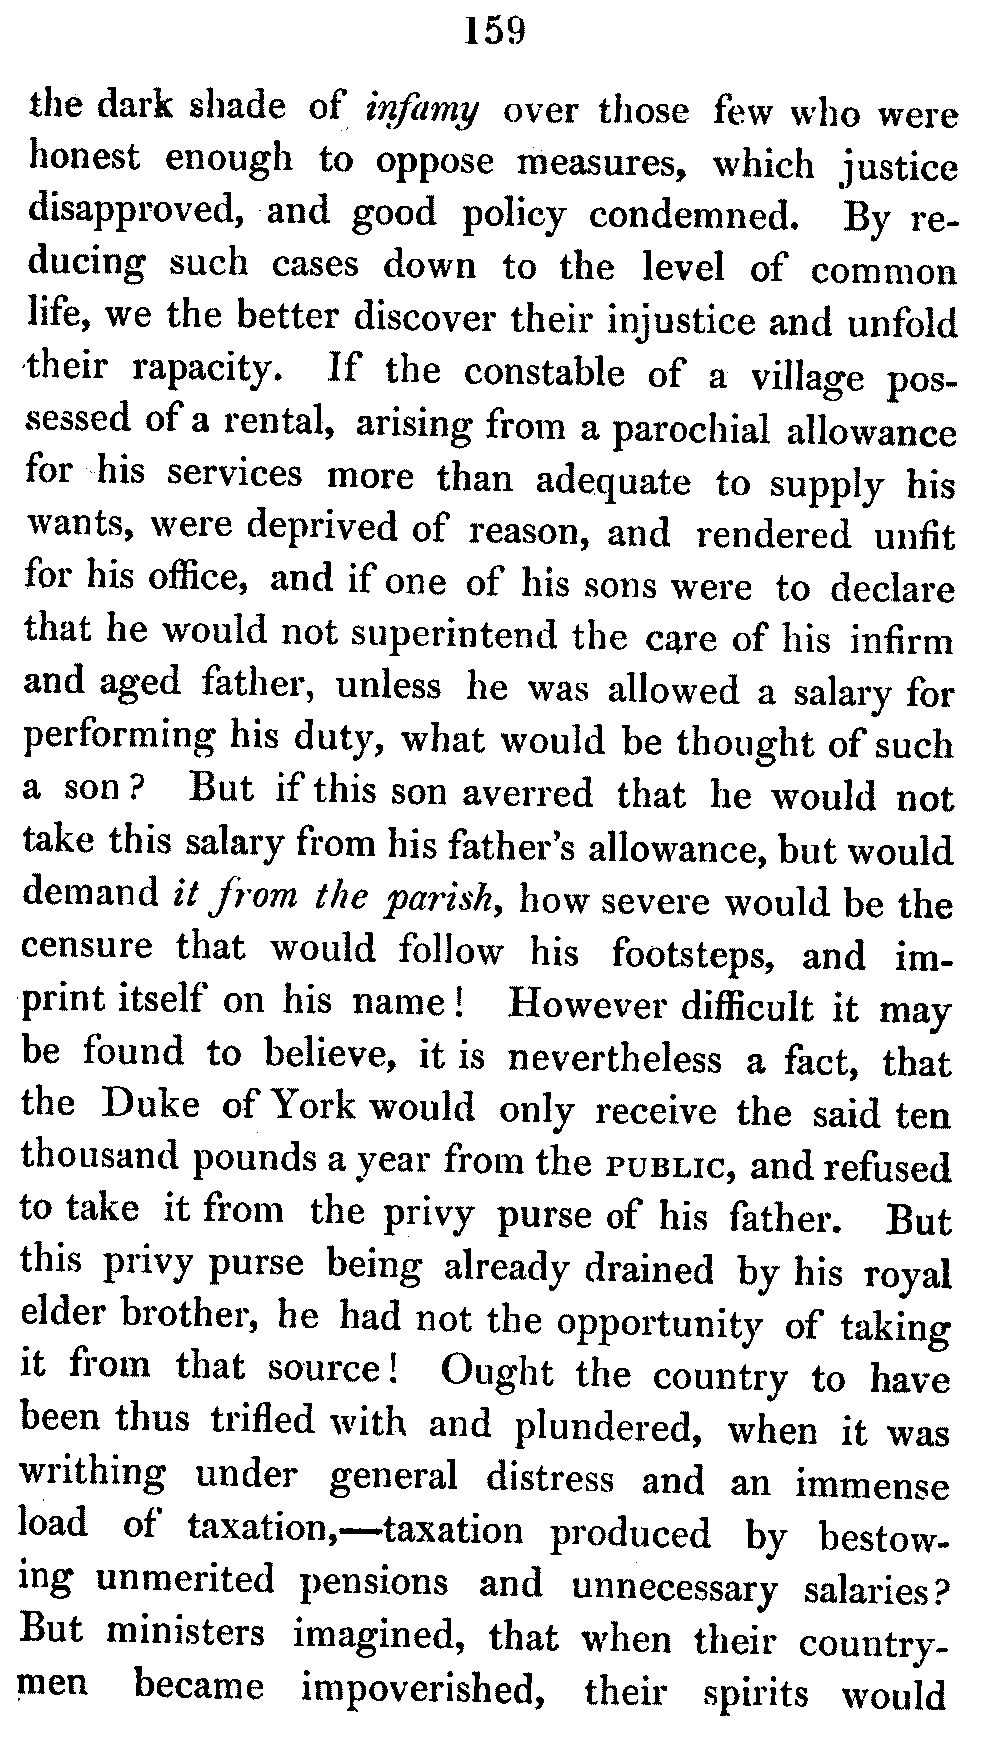 159
the dark shade of infamy over those few who were
honest enough to oppose measures, which justice
disapproved, and good policy condemned. By re-
ducing such cases down to the level of common
life, we the better discover their injustice and unfold
their rapacity. If the constable of a village pos-
sessed of a rental, arising from a parochial allowance
for his services more than adequate to supply his
wants, were deprived of reason, and rendered unfit
for his office, and if one of his sons were to declare
that he would not superintend the care of his infirm
and aged father, unless he was allowed a salary for
performing his duty, what would be thought of such
a son? But if this son averred that he would not
take this salary from his father's allowance, but would
demand it from the parish, how severe would be the
censure that would follow his footsteps, and im-
print itself on his name! However difficult it may
be found to believe, it is nevertheless a fact, that
the Duke of York would only receive the said ten
thousand pounds a year from the PUBLIC, and refused
to take it from the privy purse of his father. But
this privy purse being already drained by his royal
elder brother, he had not the opportunity of taking
it from that source! Ought the country to have
been thus trifled with and plundered, when it was
writhing under general distress and an immense
load of taxation,—taxation produced by bestow-
ing unmerited pensions and unnecessary salaries?
But ministers imagined, that when their country-
men became impoverished, their spirits would